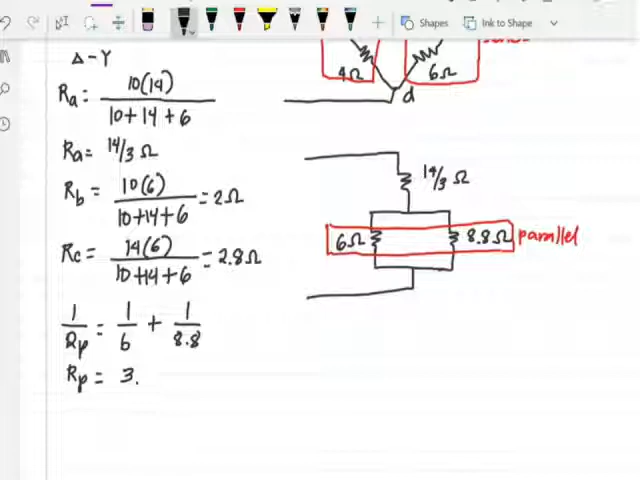 Shapes
Ink to Shape
Δ - Y
4Ω
6Ω
d
Ra = 10(14)
10 + 14 + 6
Ra = 14/3 Ω
14/3 Ω
Rb = 10(6) = 2Ω
10 + 14 + 6
6Ω
8.8Ω
parallel
Rc = 14(6) = 2.8Ω
10 + 14 + 6
1 = 1 + 1
Rp 6 8.8
Rp = 3.